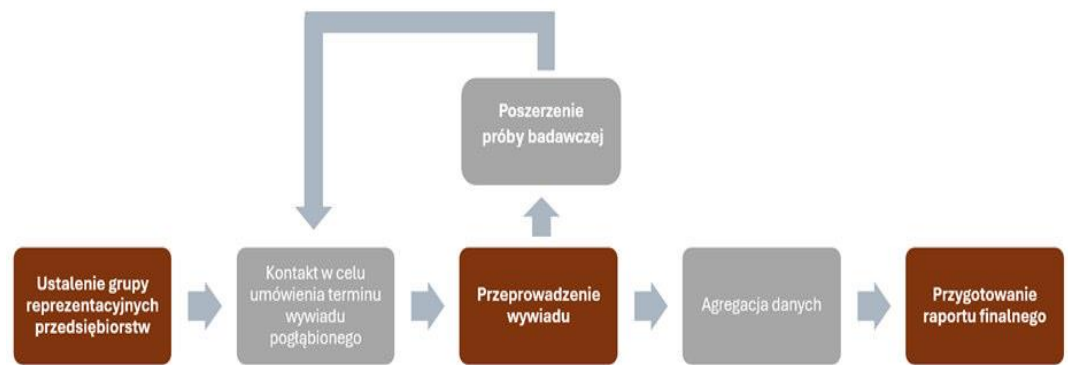 Poszerzenie
próby badawczej
Ustalenie grupy
reprezentacyjnych
przedsiębiorstw
Kontakt w celu
umówienia terminu
wywiadu
pogłąbionego
Przeprowadzenie
wywiadu
Agregacja danych
Przygotowanie
raportu finalnego